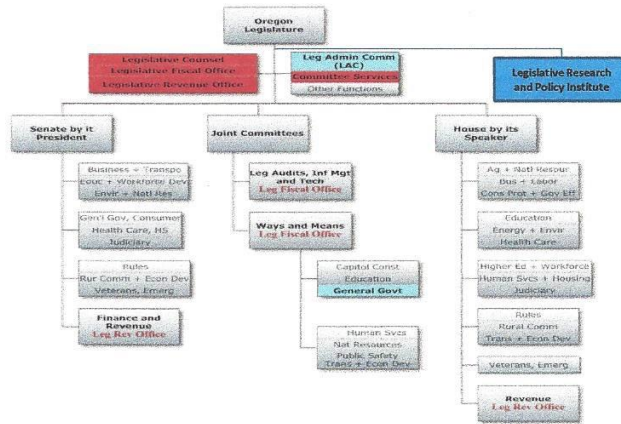 Oregon
Legislature
Legislative Counsel
Legislative Fiscal Office
Legislative Revenue Office
Leg Admin Comm
(LAC)
Committee Services
Other Functions
Legislative Research
and Policy Institute
Senate by it
President
Business + Transpo
Educ + Workforce Dev
Envir + Natl Res
Gen'l Gov, Consumer
Health Care, HS
Judiciary
Rules
Rur Comm + Econ Dev
Veterans, Emerg
Finance and
Revenue
Leg Rev Office
Joint Committees
Leg Audits, Inf Mgt
and Tech
Leg Fiscal Office
Ways and Means
Leg Fiscal Office
Capitol Const
Education
General Govt
Human Svcs
Nat Resources
Public Safety
Trans + Econ Dev
House by its
Speaker
Ag + Natl Resour
Bus + Labor
Cons Prot + Gov Eff
Education
Energy + Envir
Health Care
Higher Ed + Workforce
Human Svcs + Housing
Judiciary
Rules
Rural Comm
Trans + Econ Dev
Veterans, Emerg
Revenue
Leg Rev Office